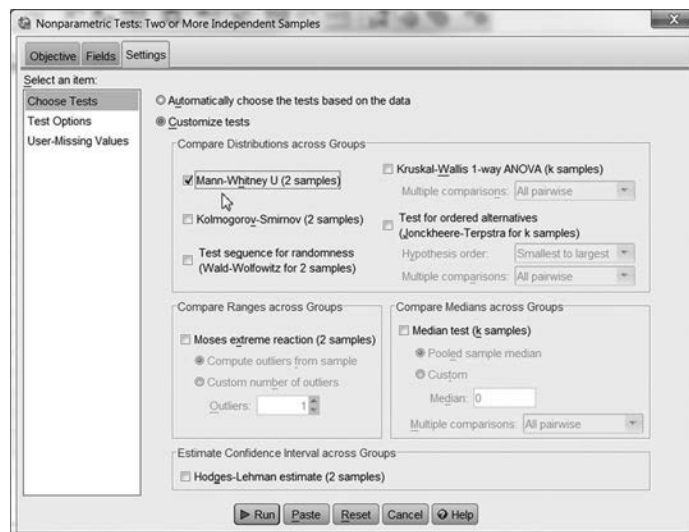 Nonparametric Tests: Two or More Independent Samples
X
Objective Fields Settings
Select an item:
Choose Tests
Test Options
User-Missing Values
Automatically choose the tests based on the data
Customize tests
Compare Distributions across Groups
Mann-Whitney U (2 samples)
Kolmogorov-Smirnov (2 samples)
Test sequence for randomness
(Wald-Wolfowitz for 2 samples)
Kruskal-Wallis 1-way ANOVA (k samples)
Multiple comparisons: All pairwise
Test for ordered alternatives
(Jonckheere-Terpstra for k samples)
Hypothesis order: Smallest to largest
Multiple comparisons: All pairwise
Compare Ranges across Groups
Moses extreme reaction (2 samples)
Compute outliers from sample
Custom number of outliers
Outliers: 1
Compare Medians across Groups
Median test (k samples)
Pooled sample median
Custom
Median: 0
Multiple comparisons: All pairwise
Estimate Confidence Interval across Groups
Hodges-Lehman estimate (2 samples)
Run Paste Reset Cancel Help